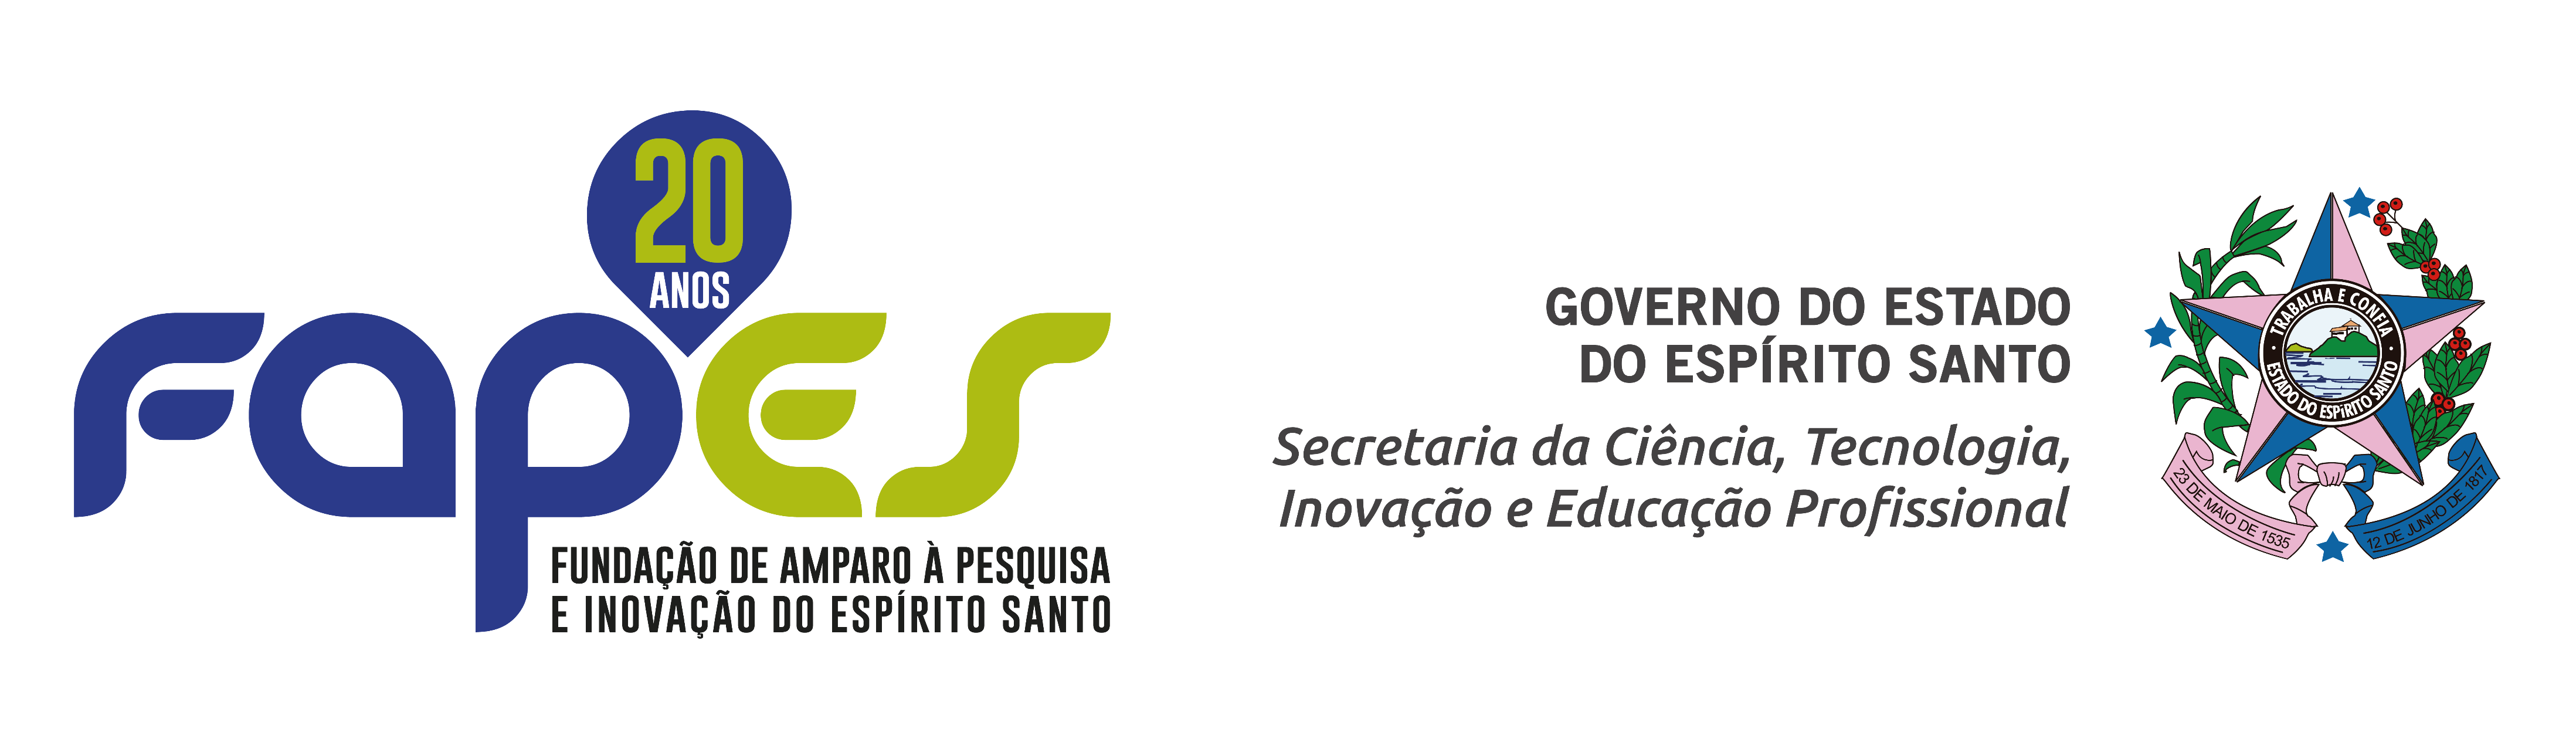 20
ANOS
FAPES
FUNDAÇÃO DE AMPARO À PESQUISA
E INOVAÇÃO DO ESPÍRITO SANTO
GOVERNO DO ESTADO
DO ESPÍRITO SANTO
Secretaria da Ciência, Tecnologia,
Inovação e Educação Profissional
TRABALHA E CONFIA
ESTADO DO ESPÍRITO SANTO
23 DE MAIO DE 1535
12 DE JUNHO DE 1817